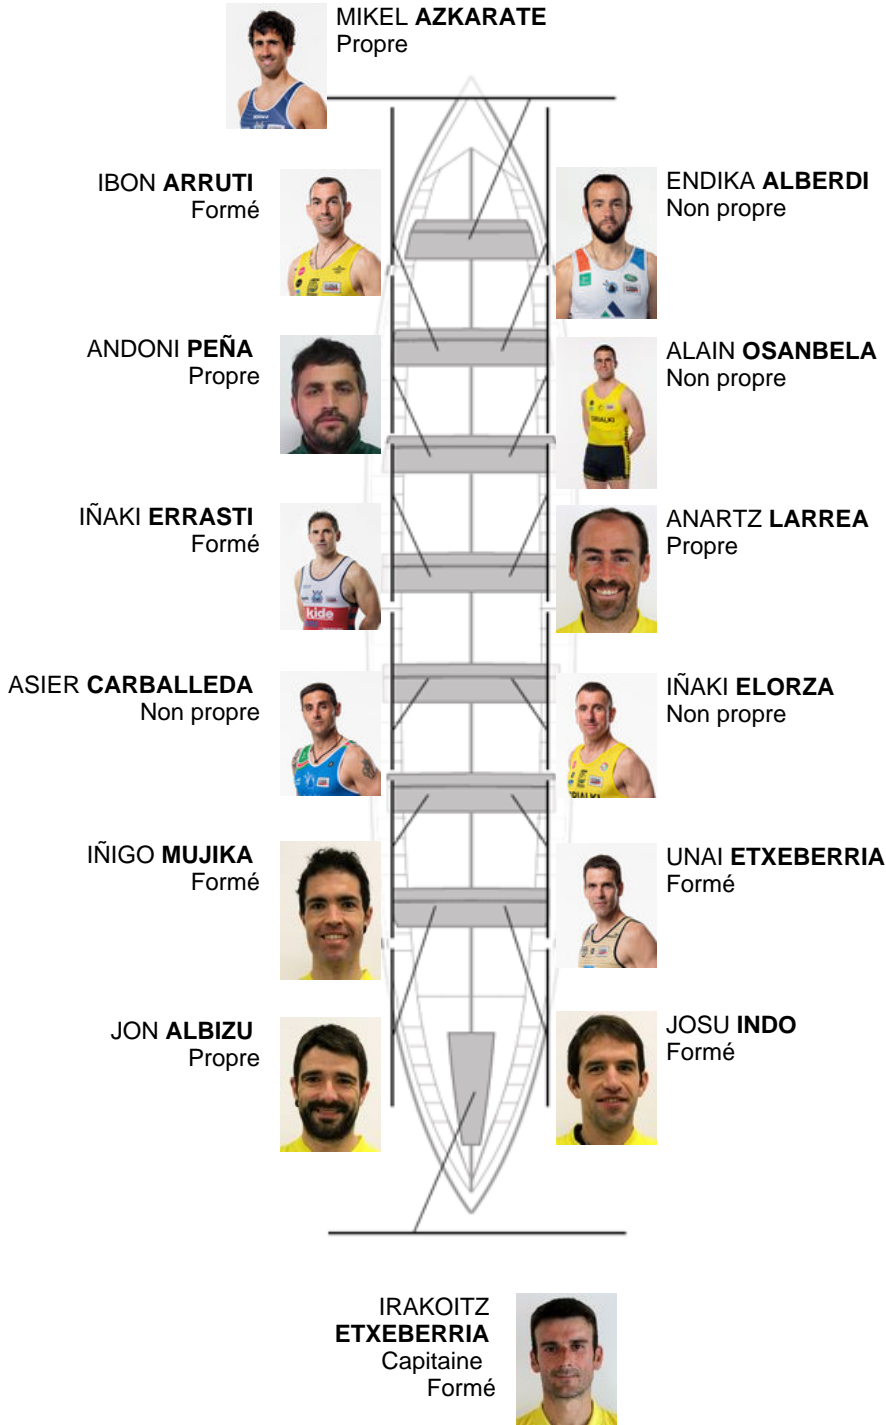 MIKEL AZKARATE
Propre
IBON ARRUTI
Formé
ENDIKA ALBERDI
Non propre
ANDONI PEÑA
Propre
ALAIN OSANBELA
Non propre
IÑAKI ERRASTI
Formé
kide
ANARTZ LARREA
Propre
ASIER CARBALLEDA
Non propre
IÑAKI ELORZA
Non propre
IÑIGO MUJIKA
Formé
UNAI ETXEBERRIA
Formé
JON ALBIZU
Propre
JOSU INDO
Formé
IRAKOITZ
ETXEBERRIA
Capitaine
Formé